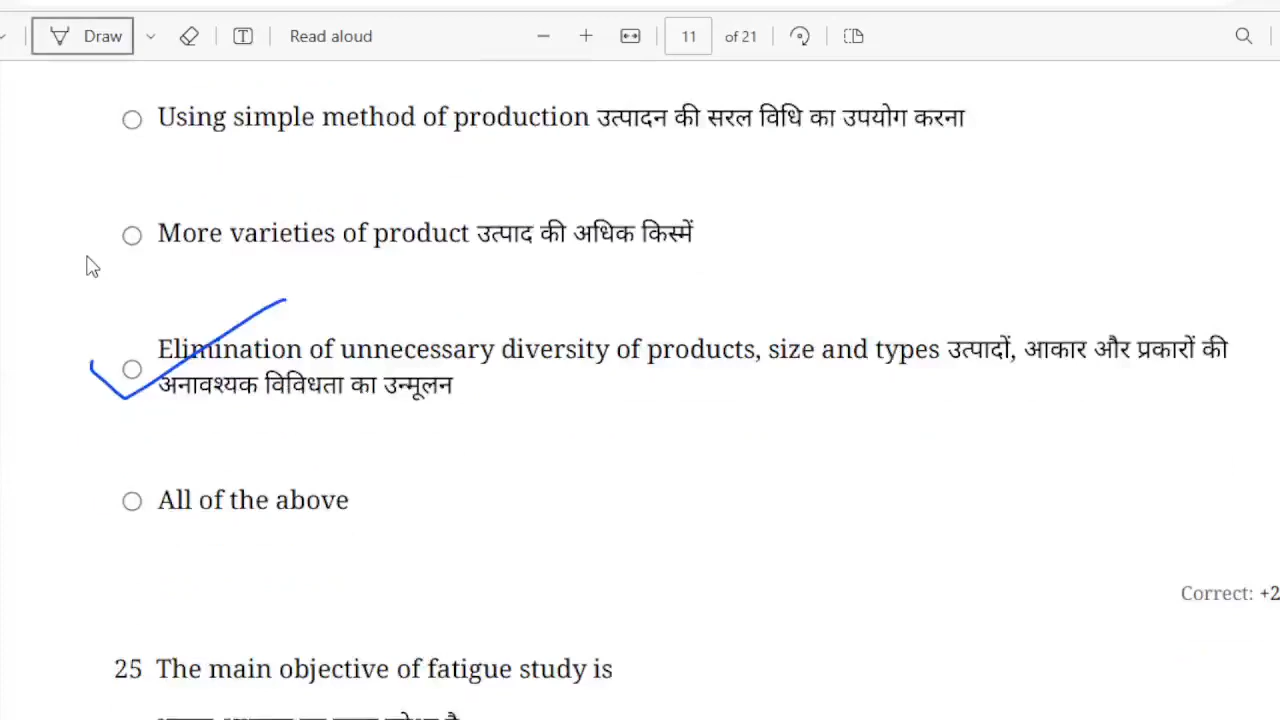 Draw
Read aloud
11 of 21
Using simple method of production उत्पादन की सरल विधि का उपयोग करना
More varieties of product उत्पाद की अधिक किस्में
Elimination of unnecessary diversity of products, size and types उत्पादों, आकार और प्रकारों की
अनावश्यक विविधता का उन्मूलन
All of the above
Correct: +2
25 The main objective of fatigue study is